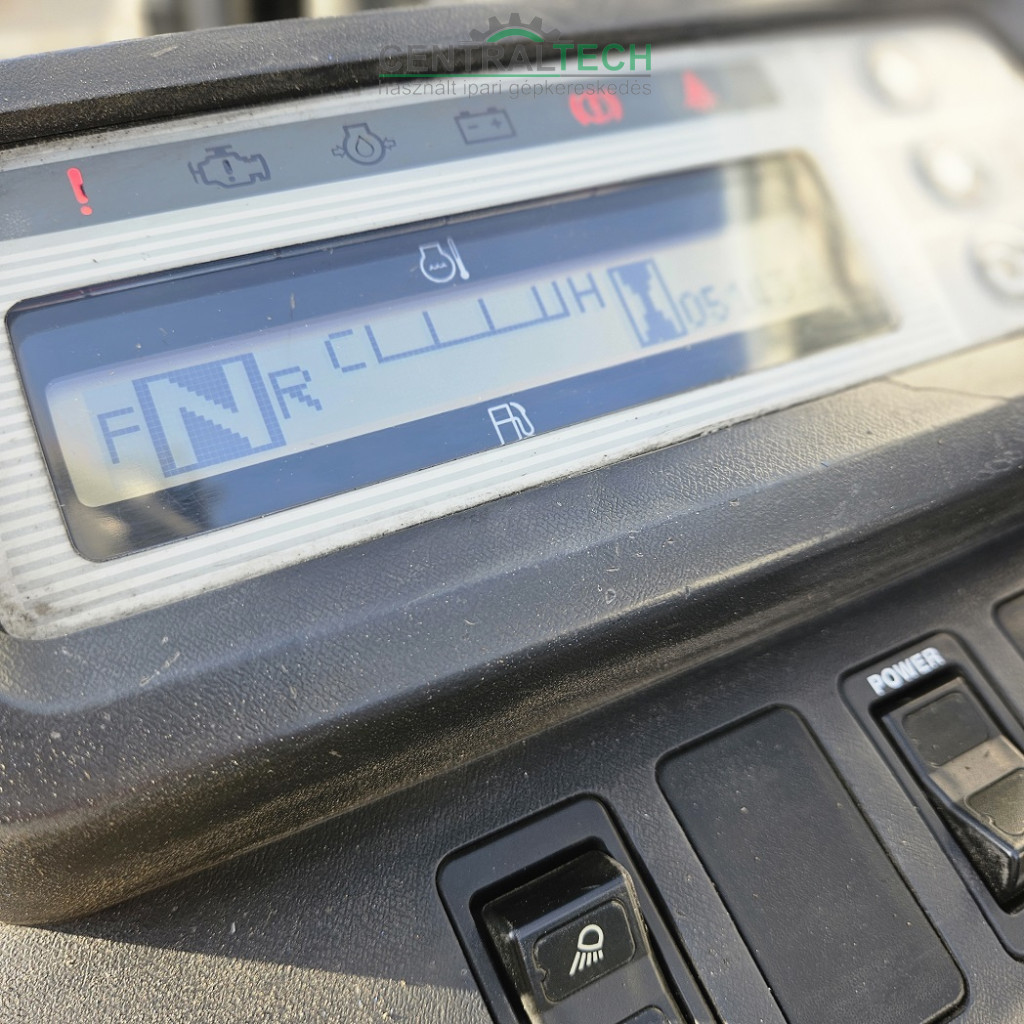 CENTRALTECH
használt ipari gépkereskedés
F N R C H
POWER